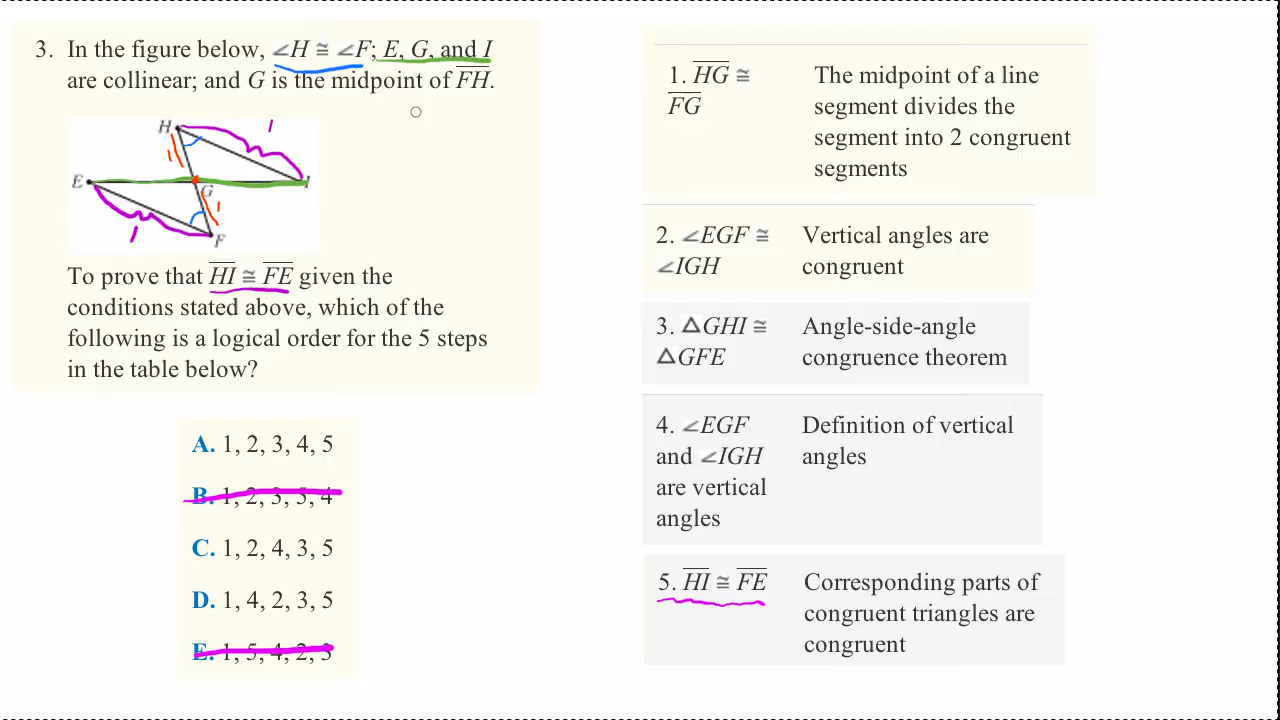 3. In the figure below, ∠H ≅ ∠F; E, G, and I
are collinear; and G is the midpoint of FH.
H
1
1
E
I
G
1
1
F
To prove that HI ≅ FE given the
conditions stated above, which of the
following is a logical order for the 5 steps
in the table below?
A. 1, 2, 3, 4, 5
B. 1, 2, 3, 5, 4
C. 1, 2, 4, 3, 5
D. 1, 4, 2, 3, 5
E. 1, 5, 4, 2, 3
1. HG ≅
FG
The midpoint of a line
segment divides the
segment into 2 congruent
segments
2. ∠EGF ≅
∠IGH
Vertical angles are
congruent
3. △GHI ≅
△GFE
Angle-side-angle
congruence theorem
4. ∠EGF
and ∠IGH
are vertical
angles
Definition of vertical
angles
5. HI ≅ FE
Corresponding parts of
congruent triangles are
congruent